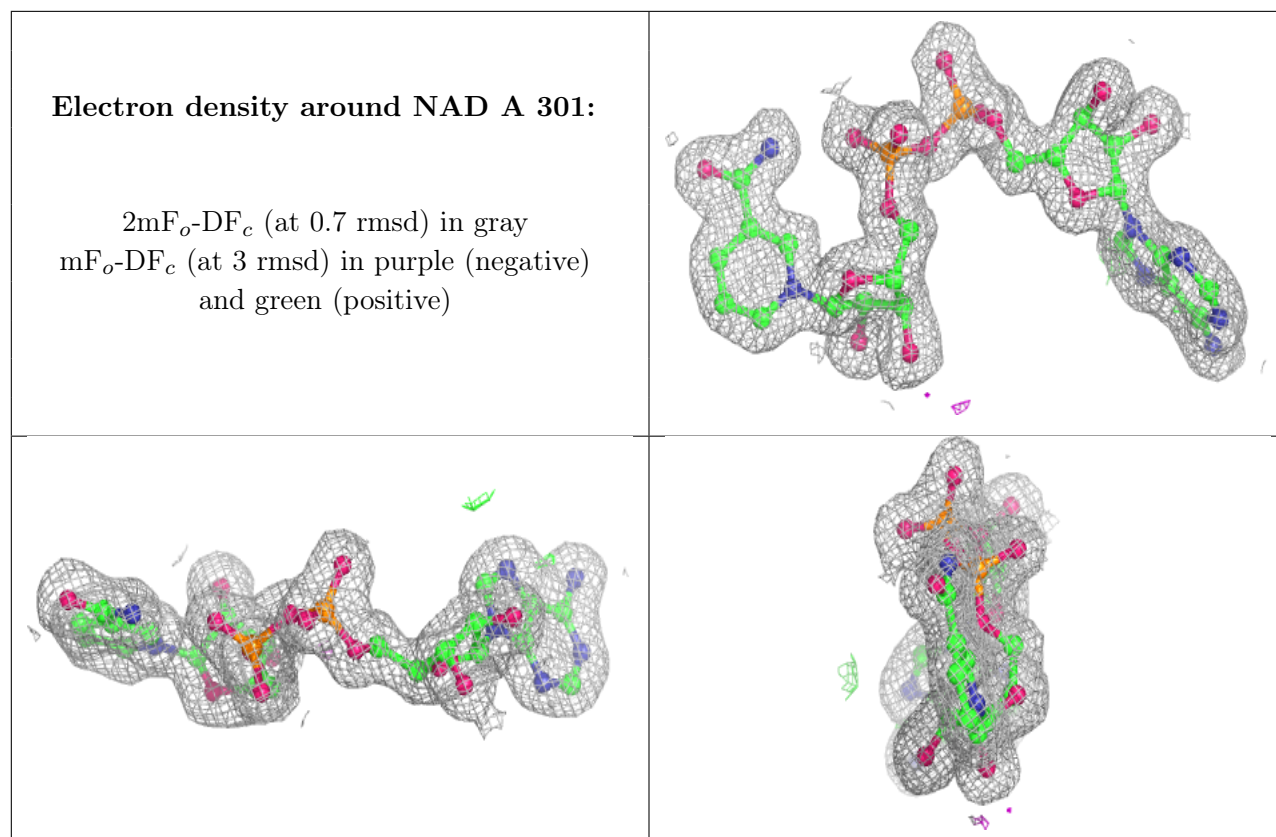 Electron density around NAD A 301:
2mFo-DFc (at 0.7 rmsd) in gray
mFo-DFc (at 3 rmsd) in purple (negative)
and green (positive)